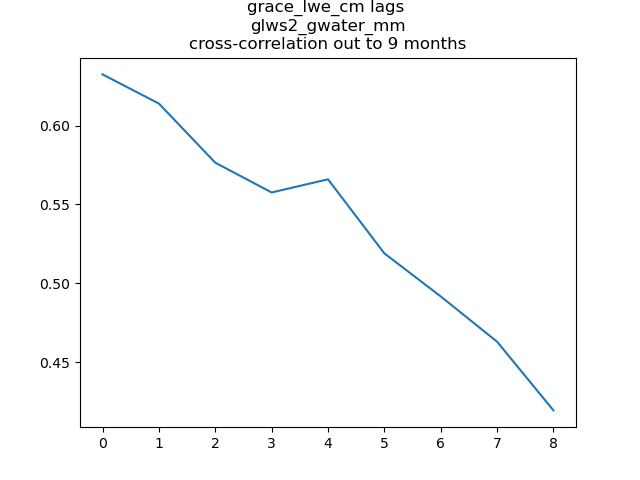 grace_lwe_cm lags
glws2_gwater_mm
cross-correlation out to 9 months
0.60
0.55
0.50
0.45
0 1 2 3 4 5 6 7 8